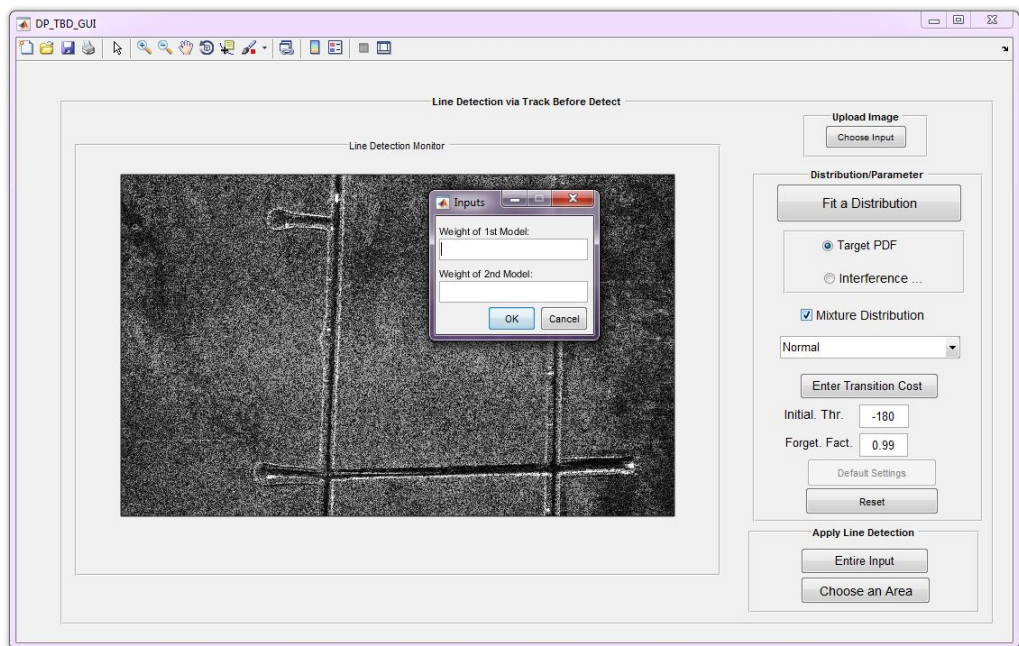 DP_TBD_GUI
Line Detection via Track Before Detect
Line Detection Monitor
Inputs
Weight of 1st Model:
Weight of 2nd Model:
OK
Cancel
Upload Image
Choose Input
Distribution/Parameter
Fit a Distribution
Target PDF
Interference ...
Mixture Distribution
Normal
Enter Transition Cost
Initial. Thr. -180
Forget. Fact. 0.99
Default Settings
Reset
Apply Line Detection
Entire Input
Choose an Area